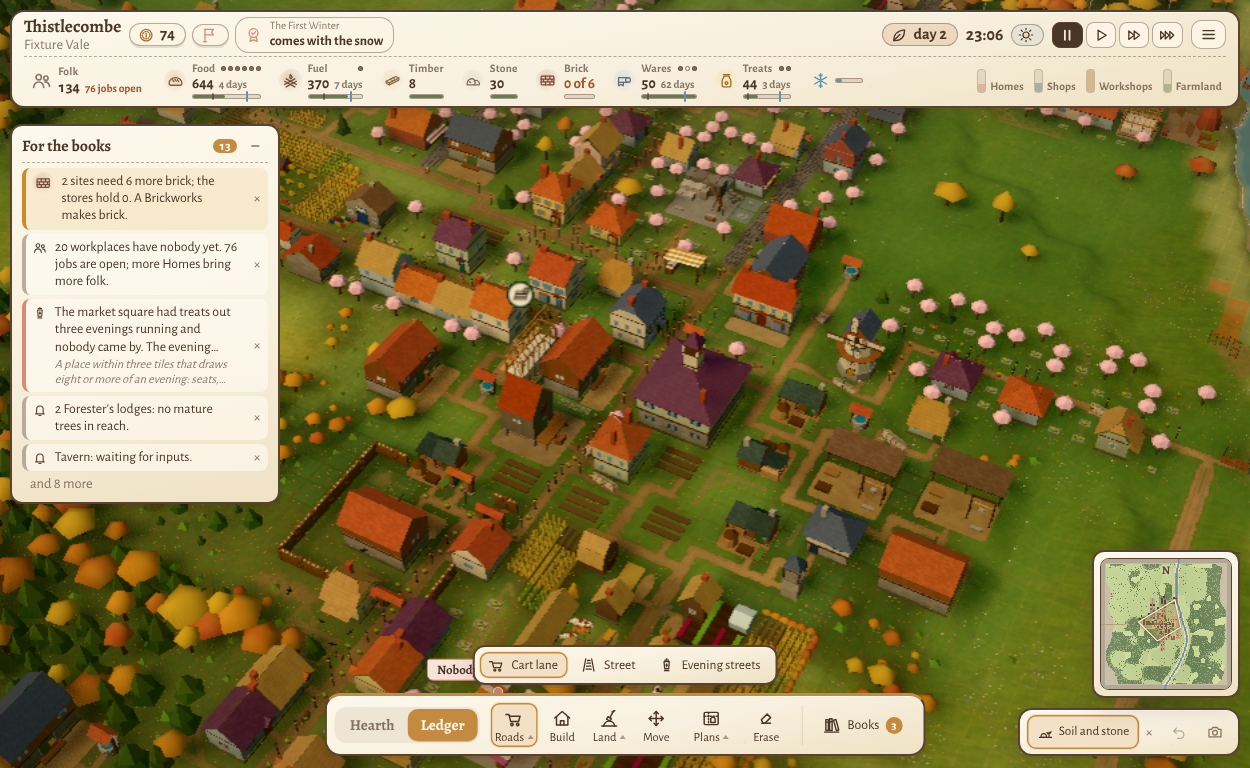 Thistlecombe
Fixture Vale
74
The First Winter
comes with the snow
day 2
23:06
Folk
134 76 jobs open
Food
644 4 days
Fuel
370 7 days
Timber
8
Stone
30
Brick
0 of 6
Wares
50 62 days
Treats
44 3 days
Homes
Shops
Workshops
Farmland
For the books
13
2 sites need 6 more brick; the
stores hold 0. A Brickworks
makes brick.
20 workplaces have nobody yet. 76
jobs are open; more Homes bring
more folk.
The market square had treats out
three evenings running and
nobody came by. The evening…
A place within three tiles that draws
eight or more of an evening: seats,…
2 Forester's lodges: no mature
trees in reach.
Tavern: waiting for inputs.
and 8 more
N
Cart lane
Street
Evening streets
Hearth
Ledger
Roads
Build
Land
Move
Plans
Erase
Books 3
Soil and stone